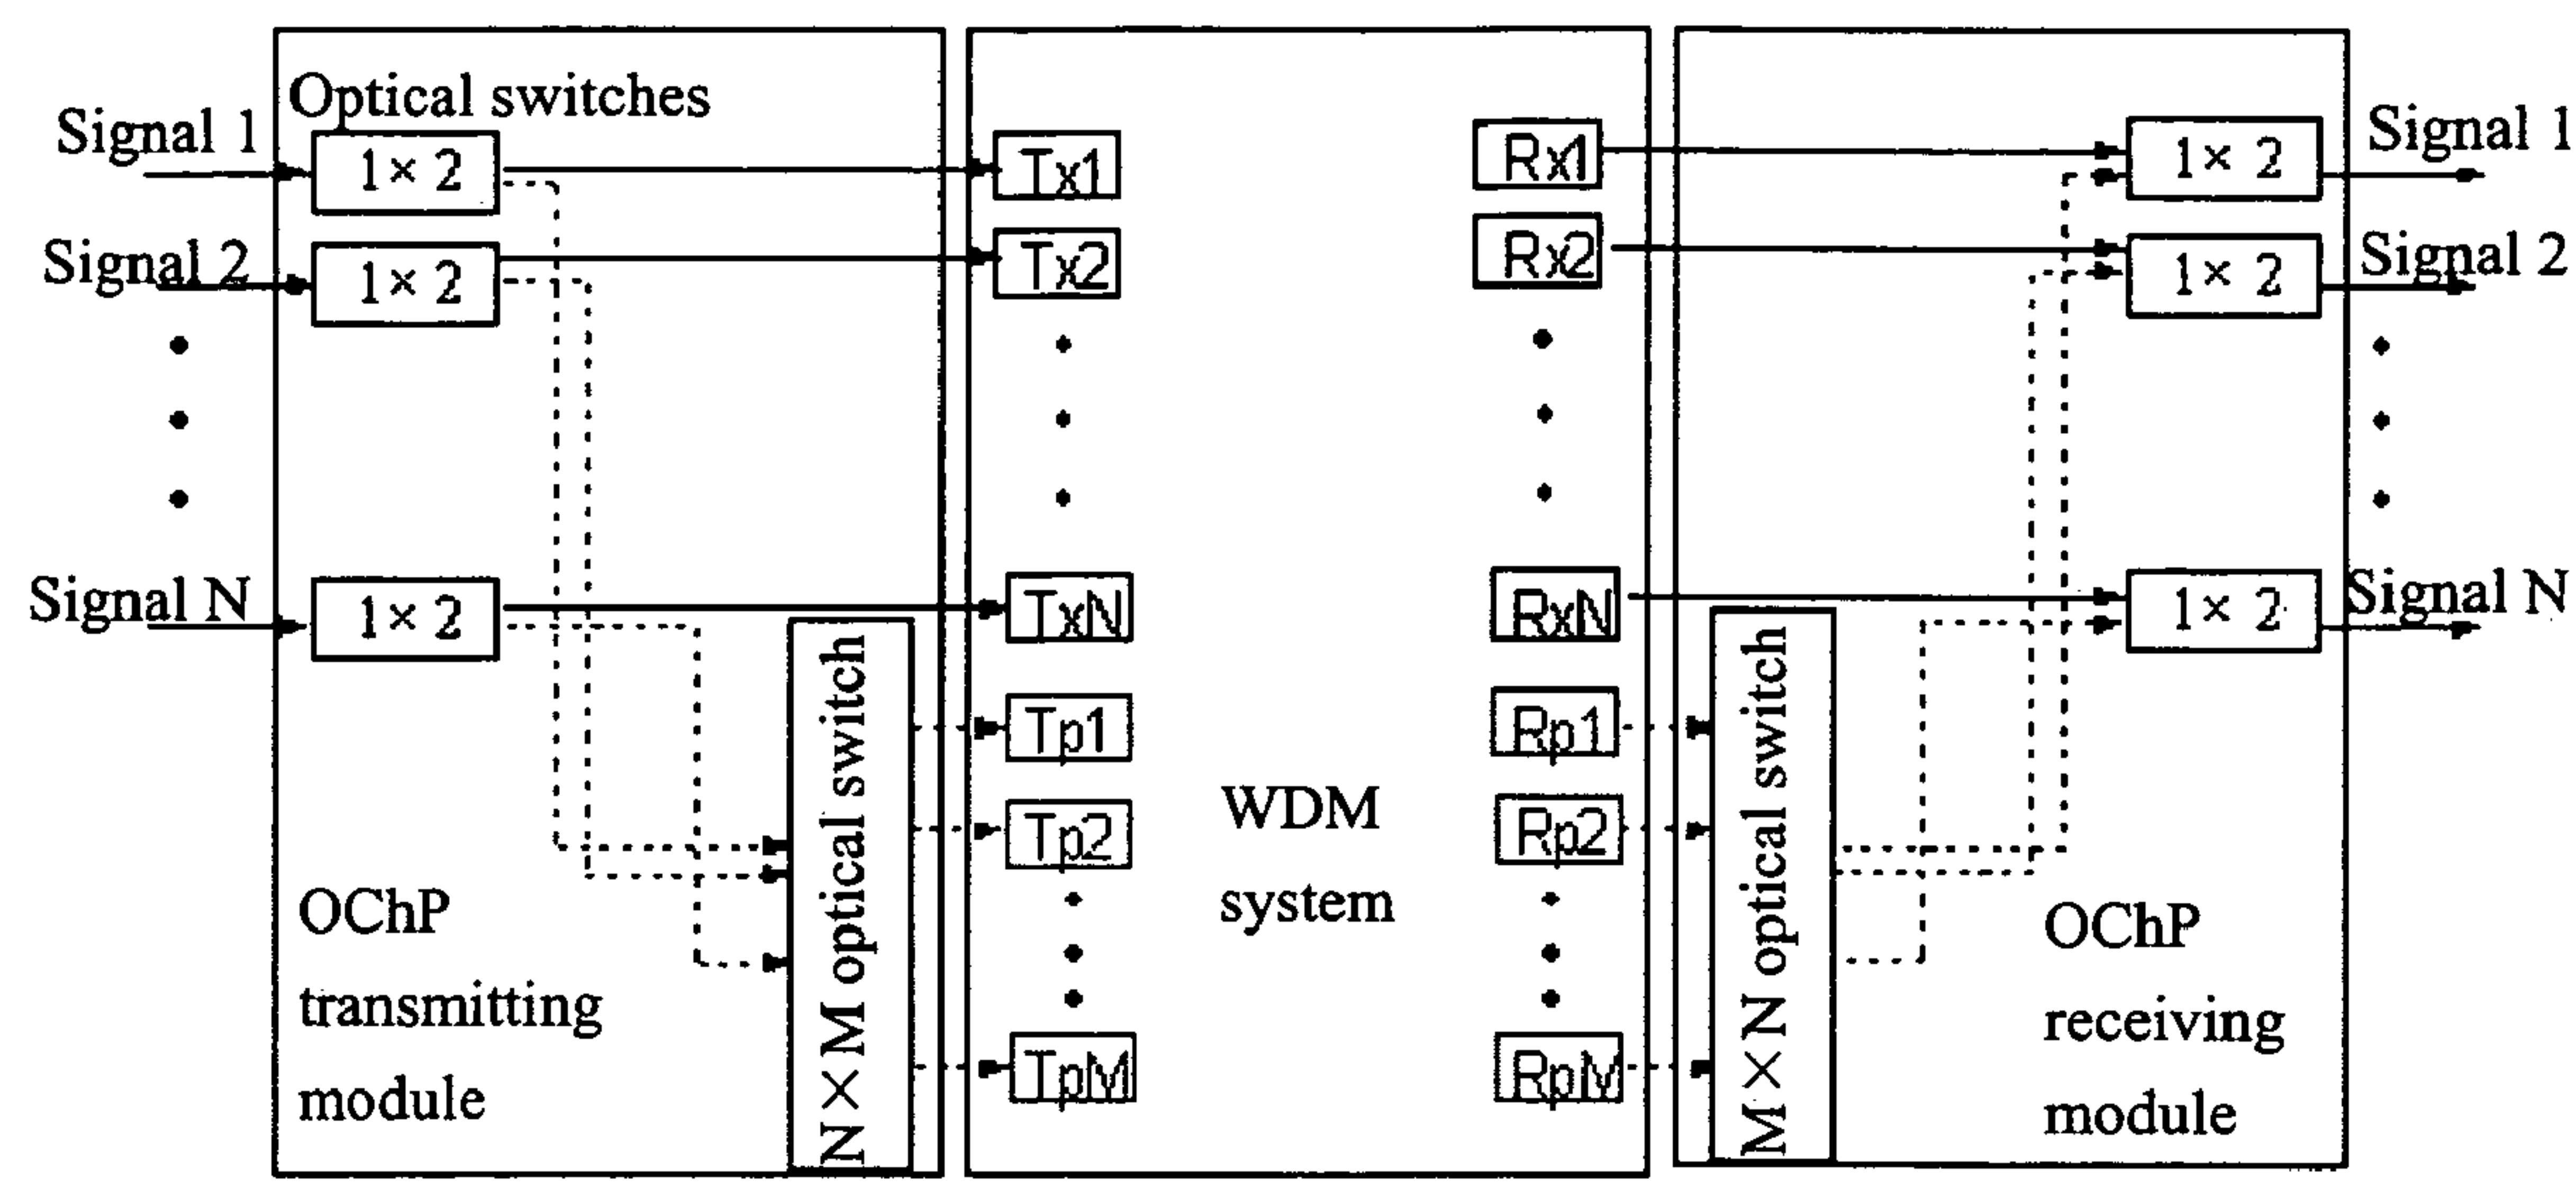 Optical switches
Signal 1
1× 2
Tx1
Rx1
1× 2
Signal 1
Signal 2
1× 2
Tx2
Rx2
1× 2
Signal 2
Signal N
1× 2
TxN
RxN
1× 2
Signal N
N×M optical switch
Tp1
Rp1
M×N optical switch
Tp2
WDM
system
Rp2
OChP
transmitting
module
TpM
RpM
OChP
receiving
module